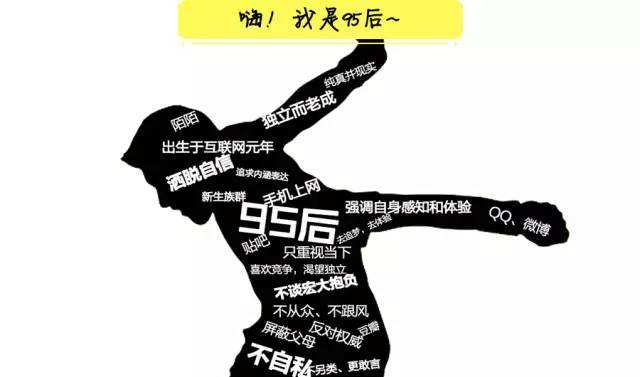 嗨！我是95后~
纯真并现实
独立而老成
陌陌
出生于互联网元年
洒脱自信
追求内涵表达
新生族群
手机上网
95后
强调自身感知和体验
QQ、微博
去追梦，去体验
贴吧
只重视当下
喜欢竞争，渴望独立
不谈宏大抱负
不从众、不跟风
屏蔽父母
反对权威
豆瓣
不自私
不另类、更敢言